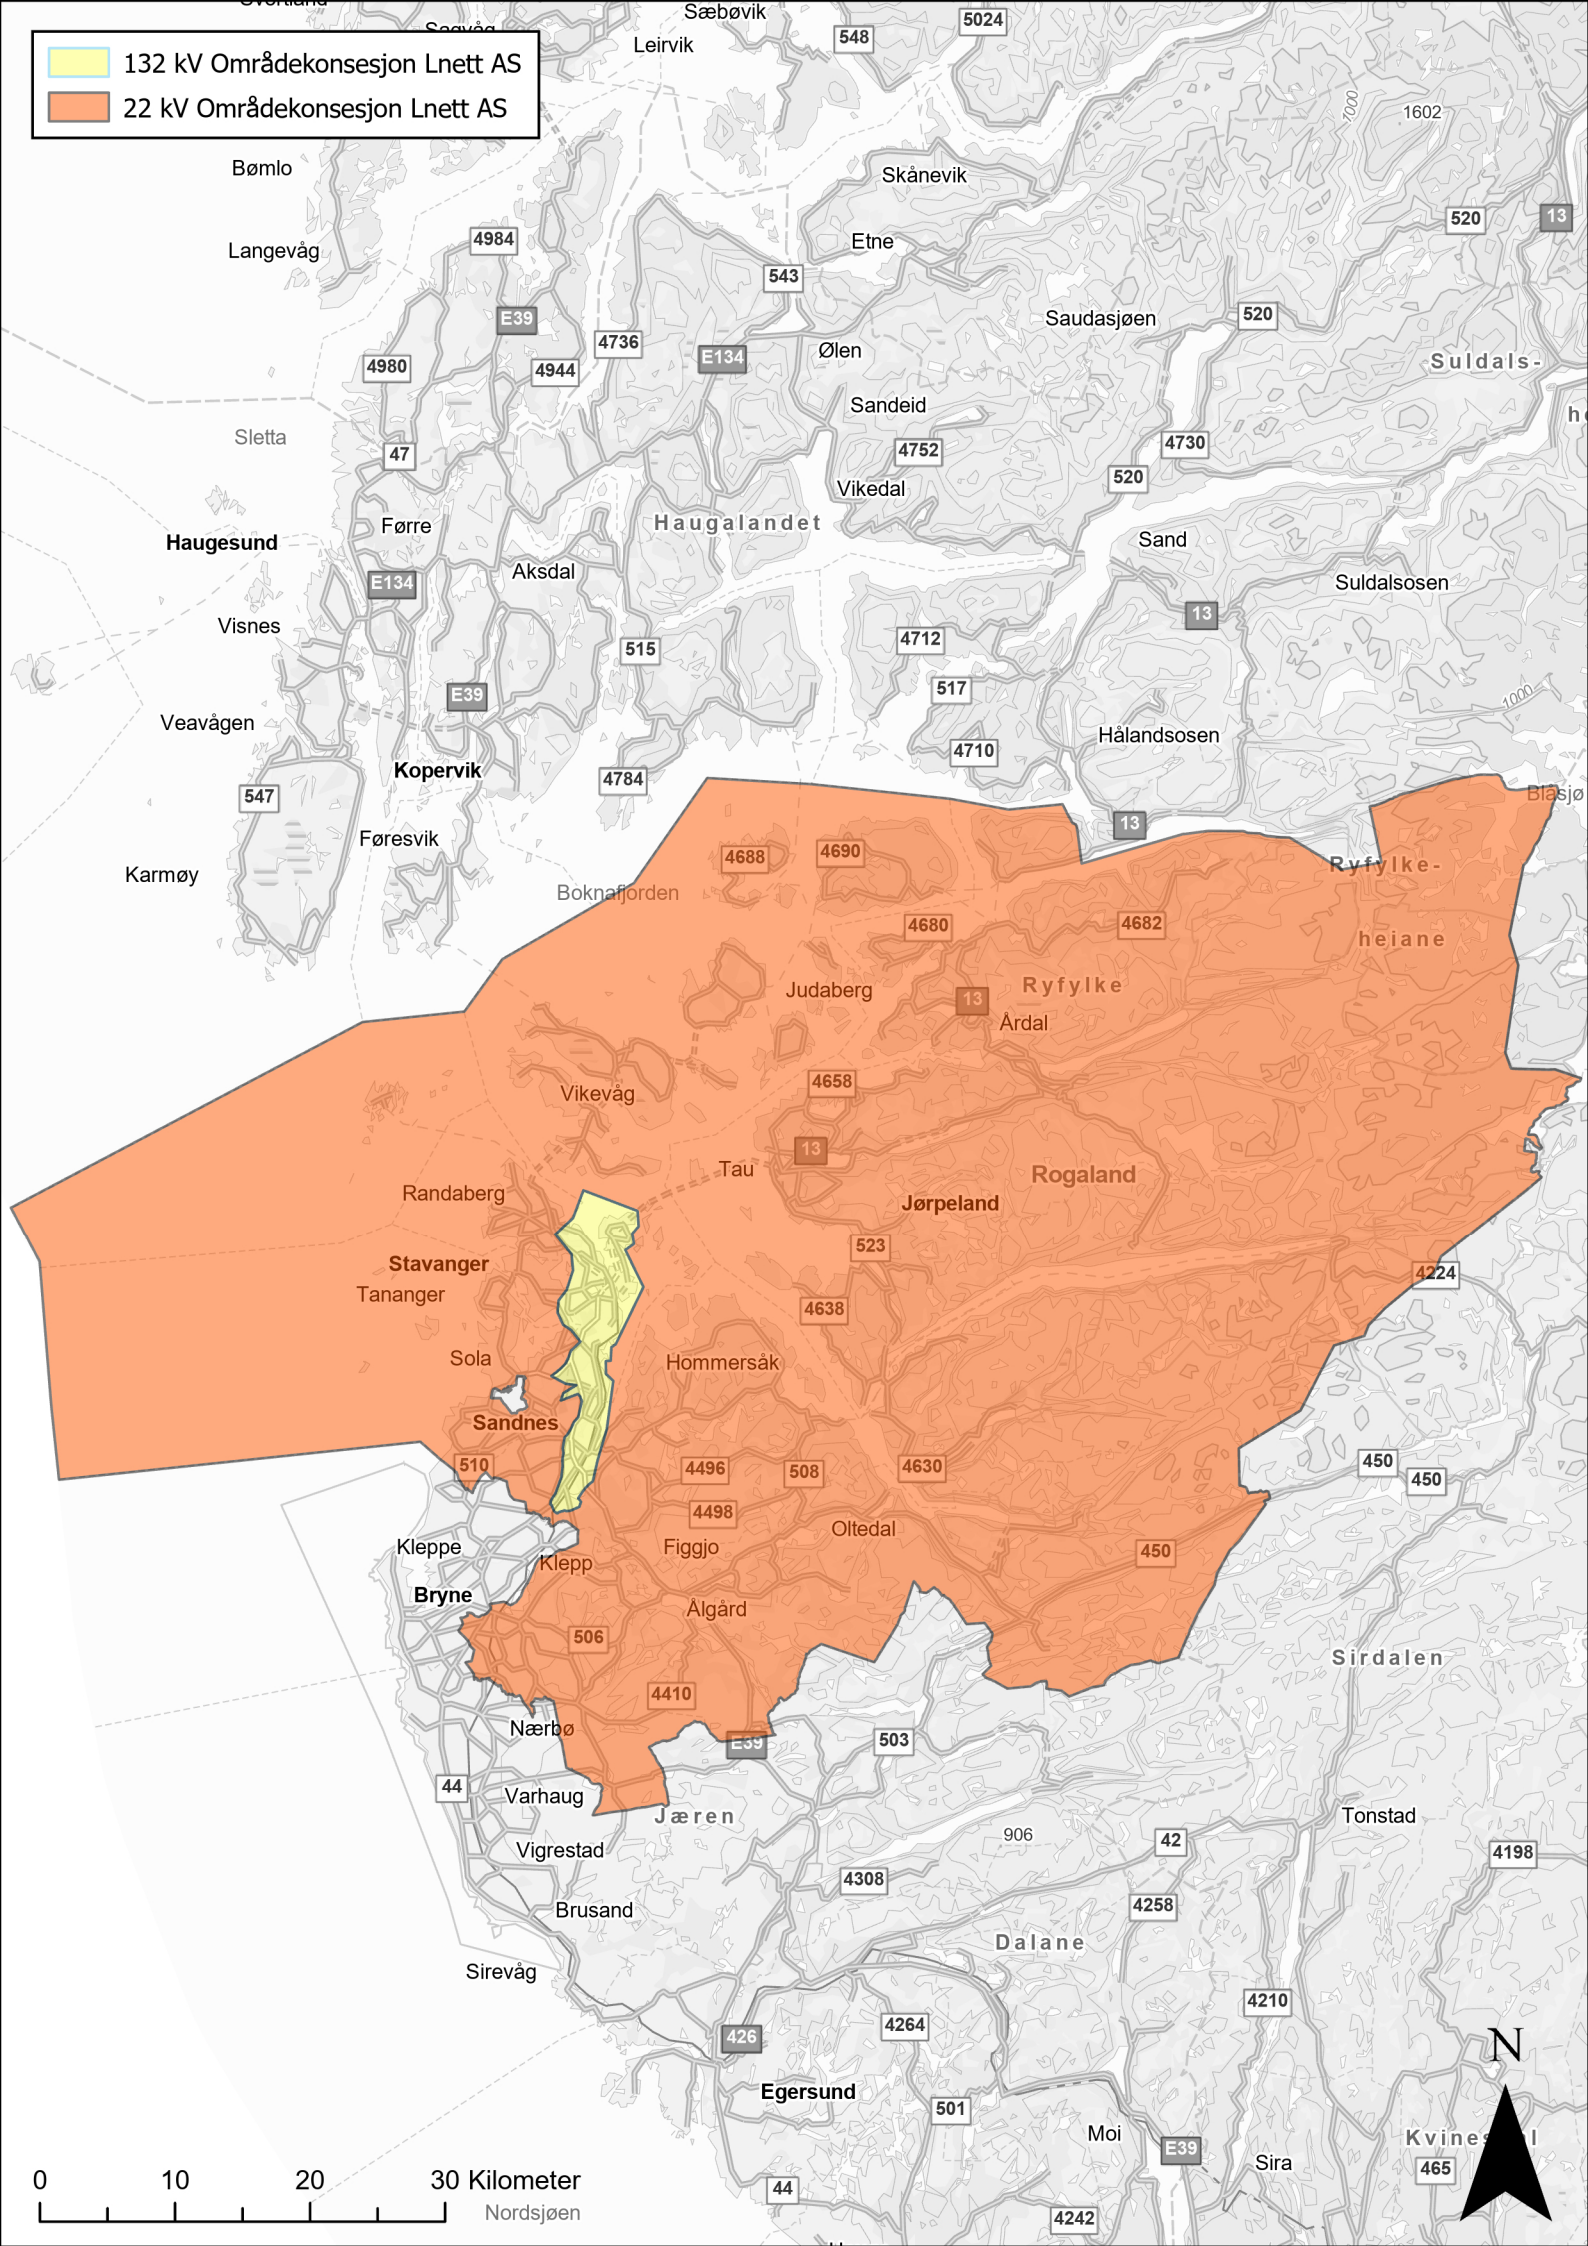 Sæbøvik
5024
548
Leirvik
132 kV Områdekonsesjon Lnett AS
22 kV Områdekonsesjon Lnett AS
1000
1602
Bømlo
Skånevik
520
13
4984
Etne
Langevåg
543
E39
Saudasjøen
520
4736
Ølen
E134
Suldals-
4980
4944
Sandeid
Sletta
47
4752
4730
520
Vikedal
Førre
Haugalandet
Haugesund
Sand
Aksdal
E134
Suldalsosen
13
Visnes
4712
515
517
E39
1000
Veavågen
Hålandsosen
4710
Kopervik
4784
547
Blåsjø
13
Føresvik
4688
4690
Ryfylke-
Karmøy
Boknafjorden
4680
4682
heiane
Judaberg
Ryfylke
13
Årdal
4658
Vikevåg
13
Tau
Rogaland
Randaberg
Jørpeland
523
Stavanger
4224
Tananger
4638
Sola
Hommersåk
Sandnes
510
4496
508
4630
450
450
4498
Oltedal
Kleppe
Figgjo
450
Klepp
Bryne
Ålgård
506
Sirdalen
4410
Nærbø
E39
503
44
Varhaug
Jæren
Tonstad
906
42
Vigrestad
4198
4308
4258
Brusand
Dalane
Sirevåg
4210
426
4264
N
Egersund
501
Moi
E39
Sira
465
0 10 20 30 Kilometer
44
Nordsjøen
4242